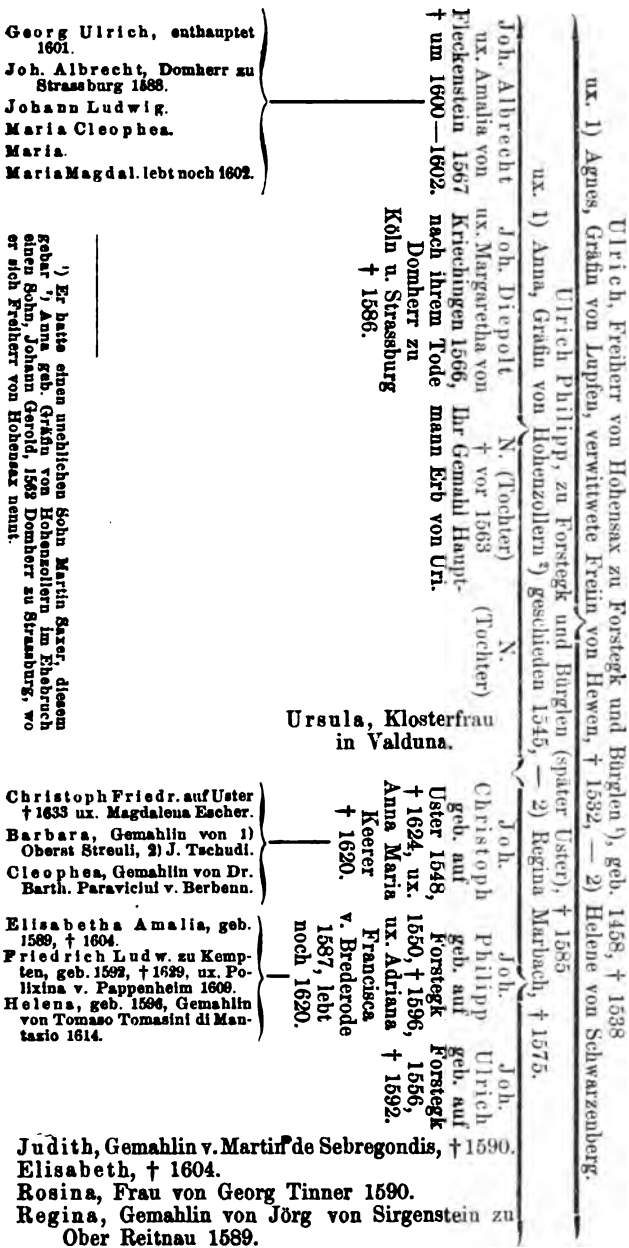 Ulrich, Freiherr von Hohensax zu Forstegk und Bürglen ¹), geb. 1458, † 1538
ux. 1) Agnes, Gräfin von Lupfen, verwittwete Freiin von Hewen, † 1532, — 2) Helene von Schwarzenberg.
Ulrich Philipp, zu Forstegk und Bürglen (später Uster), † 1585
ux. 1) Anna, Gräfin von Hohenzollern ²) geschieden 1545, — 2) Regina Marbach, † 1575.
Joh. Albrecht
ux. Amalia von
Fleckenstein 1567
† um 1600—1602.
Georg Ulrich, enthauptet
1601.
Joh. Albrecht, Domherr zu
Strassburg 1588.
Johann Ludwig.
Maria Cleophea.
Maria.
Maria Magdal. lebt noch 1602.
Joh. Diepolt
ux. Margaretha von
Kriechingen 1566,
nach ihrem Tode
Domherr zu
Köln u. Strassburg
† 1586.
N. (Tochter)
† vor 1563
Ihr Gemahl Haupt-
mann Erb von Uri.
N.
(Tochter)
Ursula, Klosterfrau
in Valduna.
Joh.
Christoph
geb. auf
Uster 1548,
† 1624, ux.
Anna Maria
Keerer
† 1620.
Christoph Friedr. auf Uster
† 1633 ux. Magdalena Escher.
Barbara, Gemahlin von 1)
Oberst Streuli, 2) J. Tschudi.
Cleophea, Gemahlin von Dr.
Barth. Paravicini v. Berbenn.
Joh.
Philipp
geb. auf
Forstegk
1550, † 1596,
ux. Adriana
Francisca
v. Brederode
1587, lebt
noch 1620.
Elisabetha Amalia, geb.
1589, † 1604.
Friedrich Ludw. zu Kemp-
ten, geb. 1592, † 1629, ux. Po-
lixina v. Pappenheim 1609.
Helena, geb. 1596, Gemahlin
von Tomaso Tomasini di Man-
tazio 1614.
Joh.
Ulrich
geb. auf
Forstegk
1556,
† 1592.
Judith, Gemahlin v. Martin de Sebregondis, † 1590.
Elisabeth, † 1604.
Rosina, Frau von Georg Tinner 1590.
Regina, Gemahlin von Jörg von Sirgenstein zu
Ober Reitnau 1589.
¹) Er hatte einen unehlichen Sohn Martin Saxer, diesem
gebar ²) Anna geb. Gräfin von Hohenzollern im Ehebruch
einen Sohn, Johann Gerold, 1562 Domherr zu Strassburg, wo
er sich Freiherr von Hohensax nennt.